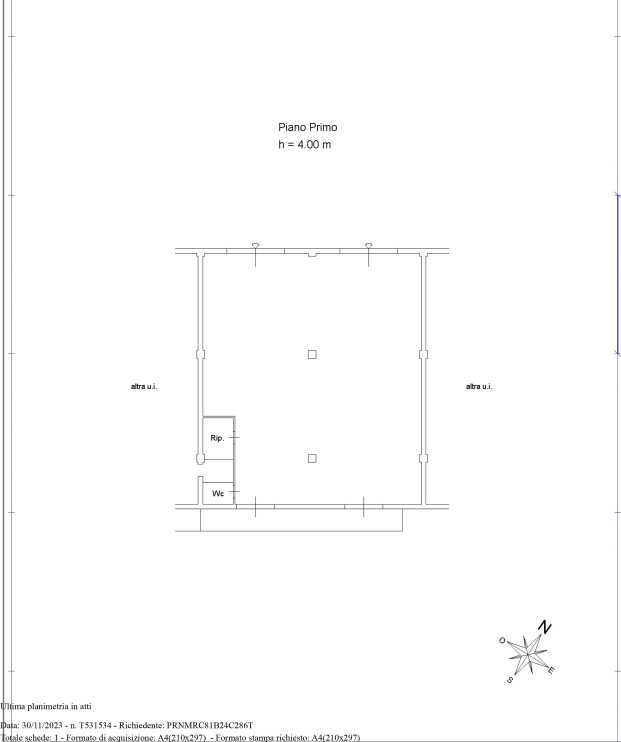 Piano Primo
h = 4.00 m
altra u.i.
altra u.i.
Rip.
Wc
N
O
E
S
Ultima planimetria in atti
Data: 30/11/2023 - n. T531534 - Richiedente: PRNMRC81B24C286T
Totale schede: 1 - Formato di acquisizione: A4(210x297) - Formato stampa richiesto: A4(210x297)